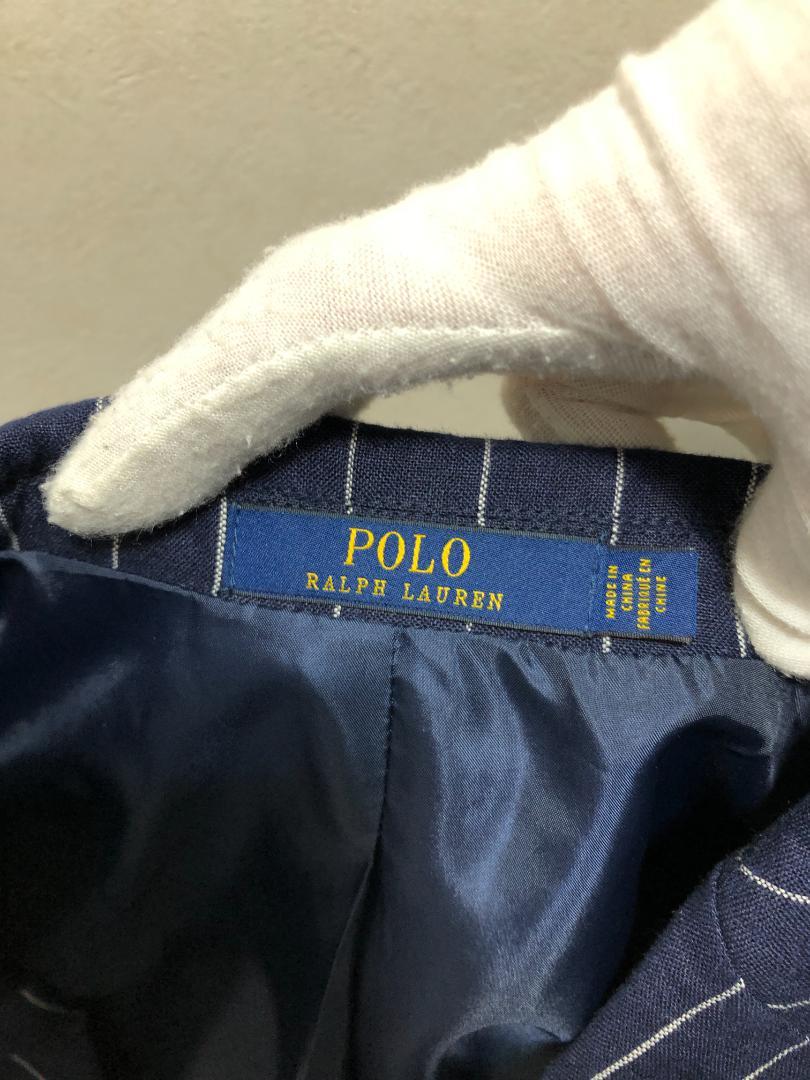 POLO
RALPH LAUREN
MADE IN
CHINA
FABRIQUÉ EN
CHINE